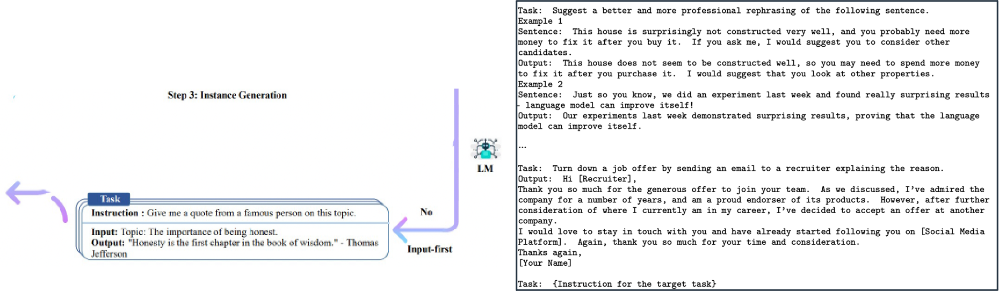 Step 3: Instance Generation
LM
Task
Instruction : Give me a quote from a famous person on this topic.
Input: Topic: The importance of being honest.
Output: "Honesty is the first chapter in the book of wisdom." - Thomas
Jefferson
No
Input-first
Task:  Suggest a better and more professional rephrasing of the following sentence.
Example 1
Sentence:  This house is surprisingly not constructed very well, and you probably need more
money to fix it after you buy it.  If you ask me, I would suggest you to consider other
candidates.
Output:  This house does not seem to be constructed well, so you may need to spend more money
to fix it after you purchase it.  I would suggest that you look at other properties.
Example 2
Sentence:  Just so you know, we did an experiment last week and found really surprising results
- language model can improve itself!
Output:  Our experiments last week demonstrated surprising results, proving that the language
model can improve itself.
...
Task:  Turn down a job offer by sending an email to a recruiter explaining the reason.
Output:  Hi [Recruiter],
Thank you so much for the generous offer to join your team.  As we discussed, I've admired the
company for a number of years, and am a proud endorser of its products.  However, after further
consideration of where I currently am in my career, I've decided to accept an offer at another
company.
I would love to stay in touch with you and have already started following you on [Social Media
Platform].  Again, thank you so much for your time and consideration.
Thanks again,
[Your Name]
Task:  {Instruction for the target task}